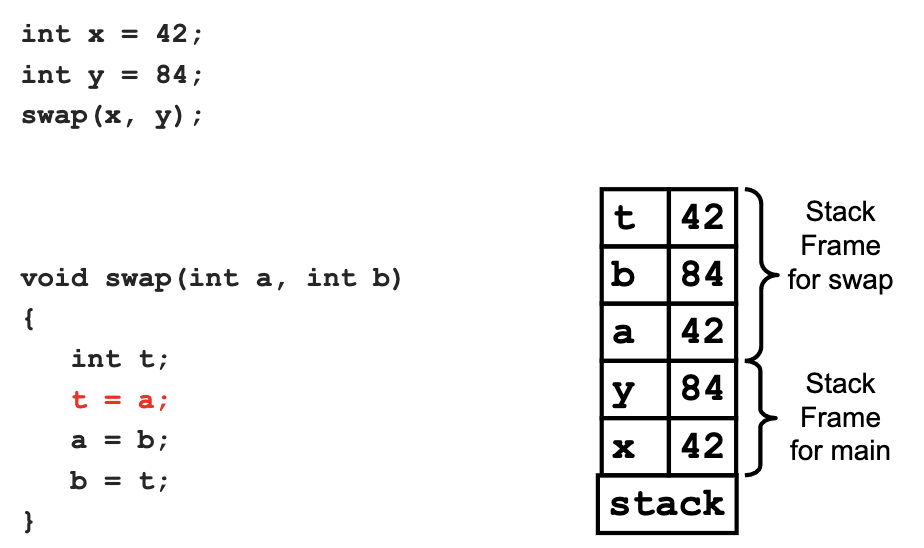 int x = 42;
int y = 84;
swap(x, y);
void swap(int a, int b)
{
int t;
t = a;
a = b;
b = t;
}
t 42
b 84
a 42
y 84
x 42
stack
Stack
Frame
for swap
Stack
Frame
for main